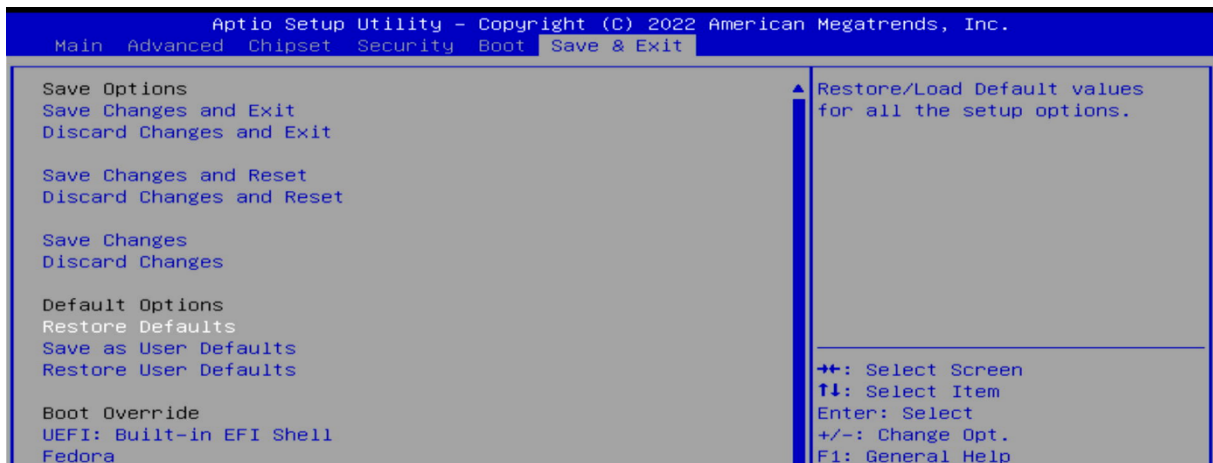 Aptio Setup Utility - Copyright (C) 2022 American Megatrends, Inc.
Main Advanced Chipset Security Boot Save & Exit
Save Options
Save Changes and Exit
Discard Changes and Exit
Save Changes and Reset
Discard Changes and Reset
Save Changes
Discard Changes
Default Options
Restore Defaults
Save as User Defaults
Restore User Defaults
Boot Override
UEFI: Built-in EFI Shell
Fedora
Restore/Load Default values
for all the setup options.
→←: Select Screen
↑↓: Select Item
Enter: Select
+/-: Change Opt.
F1: General Help